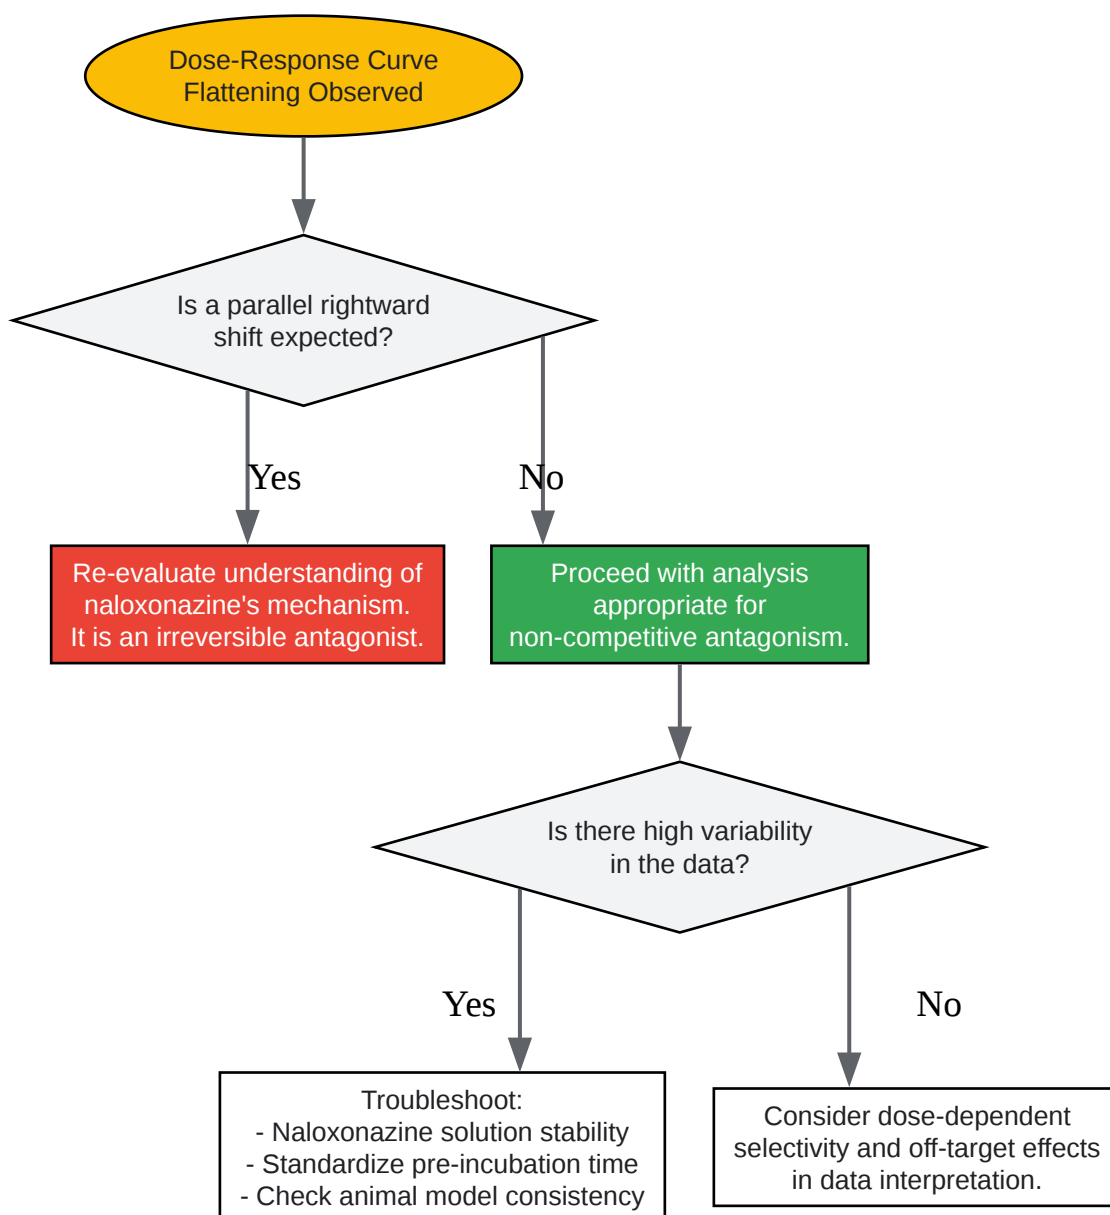 Dose-Response Curve
Flattening Observed
Is a parallel rightward
shift expected?
Yes
No
Re-evaluate understanding of
naloxonazine's mechanism.
It is an irreversible antagonist.
Proceed with analysis
appropriate for
non-competitive antagonism.
Is there high variability
in the data?
Yes
No
Troubleshoot:
- Naloxonazine solution stability
- Standardize pre-incubation time
- Check animal model consistency
Consider dose-dependent
selectivity and off-target effects
in data interpretation.